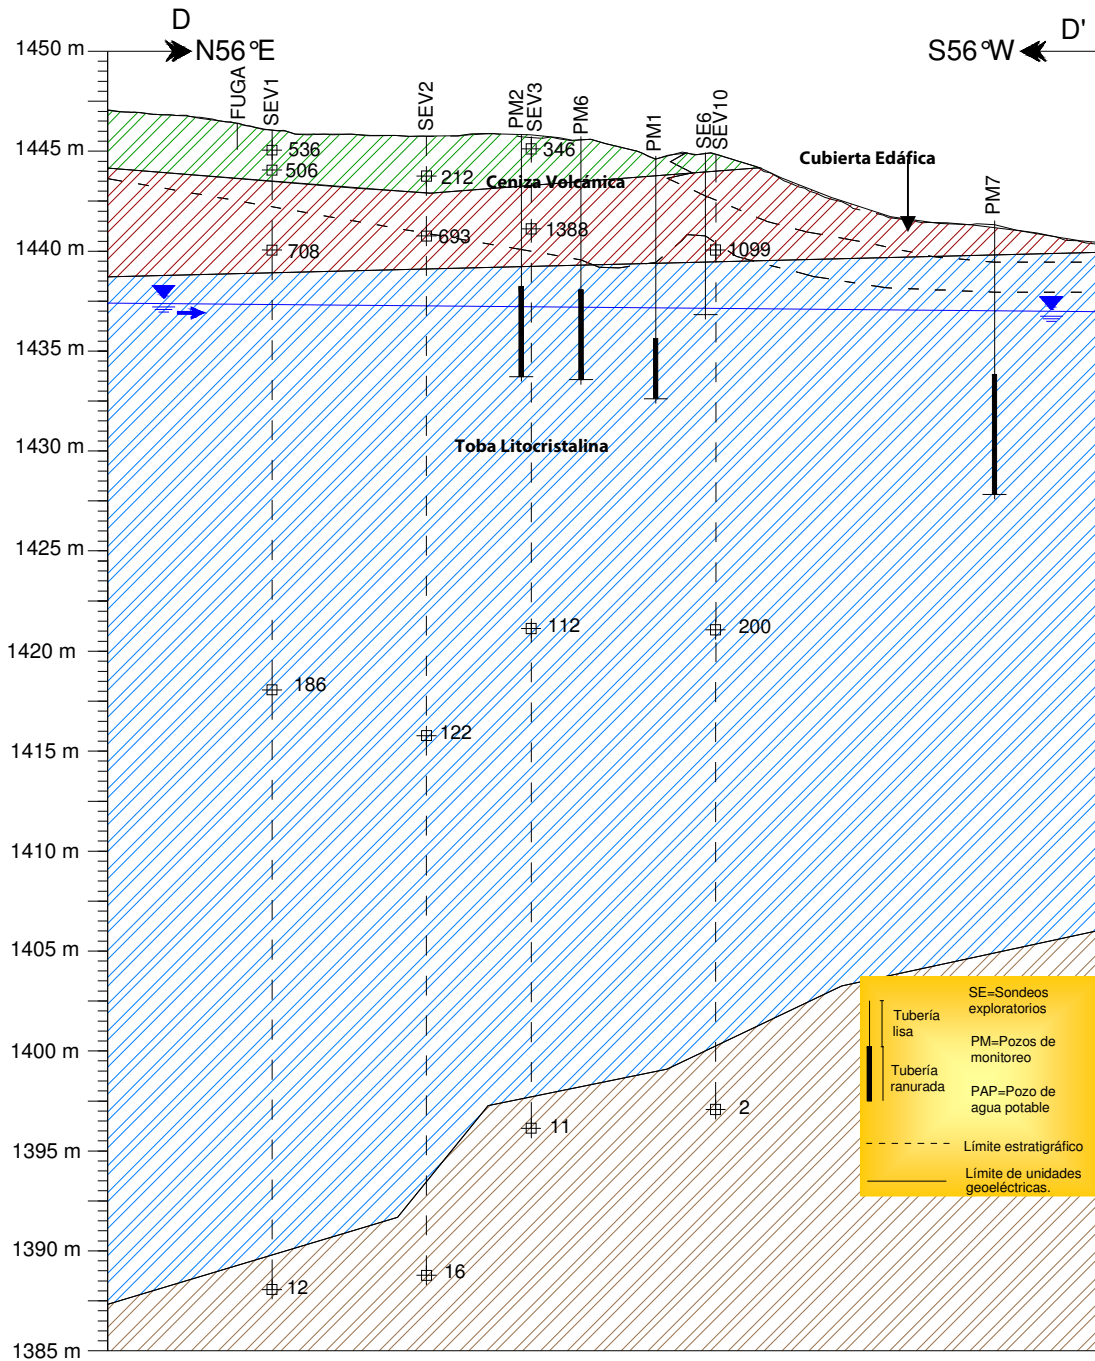 D
D'
1450 m
N56°E
S56°W
FUGA
SEV1
SEV2
PM2
SEV3
PM6
PM1
SE6
SEV10
PM7
1445 m
536
506
212
346
Ceniza Volcánica
Cubierta Edáfica
1440 m
708
693
1388
1099
1435 m
1430 m
Toba Litocristalina
1425 m
1420 m
112
200
186
1415 m
122
1410 m
1405 m
1400 m
1395 m
11
2
1390 m
12
16
1385 m
Tubería
lisa
Tubería
ranurada
SE=Sondeos
exploratorios
PM=Pozos de
monitoreo
PAP=Pozo de
agua potable
Límite estratigráfico
Límite de unidades
geoeléctricas.